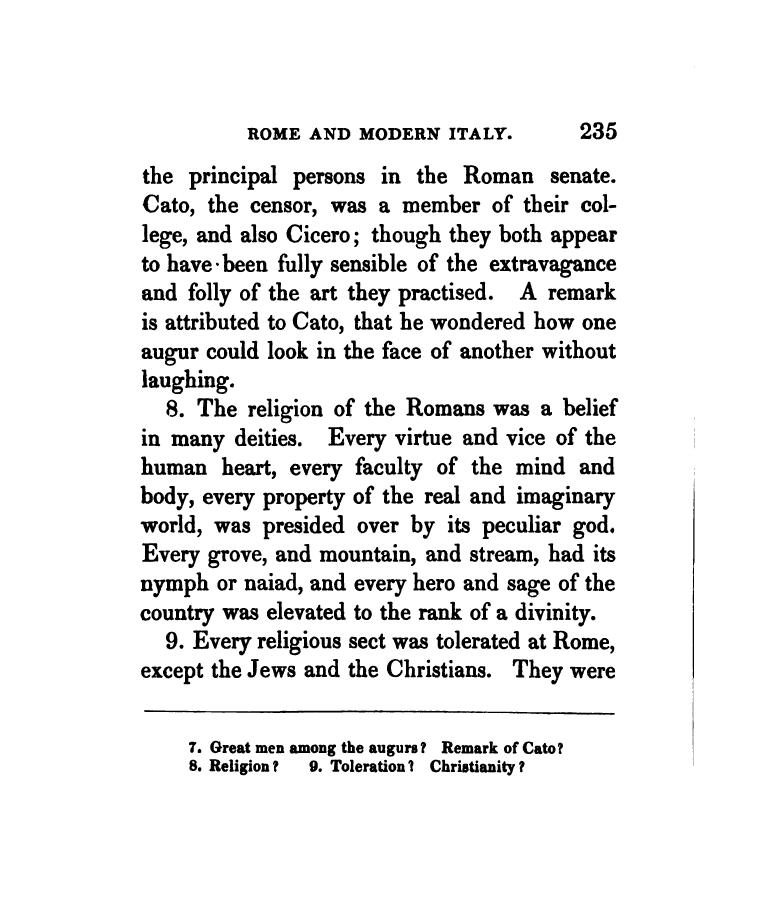 ROME AND MODERN ITALY. 235
the principal persons in the Roman senate.
Cato, the censor, was a member of their col-
lege, and also Cicero; though they both appear
to have been fully sensible of the extravagance
and folly of the art they practised. A remark
is attributed to Cato, that he wondered how one
augur could look in the face of another without
laughing.
8. The religion of the Romans was a belief
in many deities. Every virtue and vice of the
human heart, every faculty of the mind and
body, every property of the real and imaginary
world, was presided over by its peculiar god.
Every grove, and mountain, and stream, had its
nymph or naiad, and every hero and sage of the
country was elevated to the rank of a divinity.
9. Every religious sect was tolerated at Rome,
except the Jews and the Christians. They were
7. Great men among the augurs? Remark of Cato?
8. Religion? 9. Toleration? Christianity?